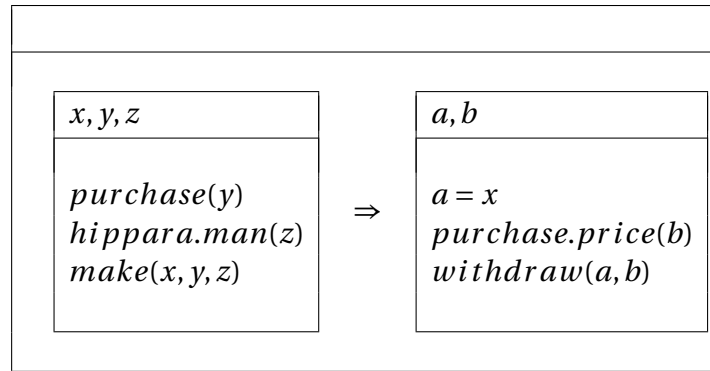 x, y, z
purchase(y)
hippara.man(z)
make(x, y, z)
⇒
a, b
a = x
purchase.price(b)
withdraw(a, b)